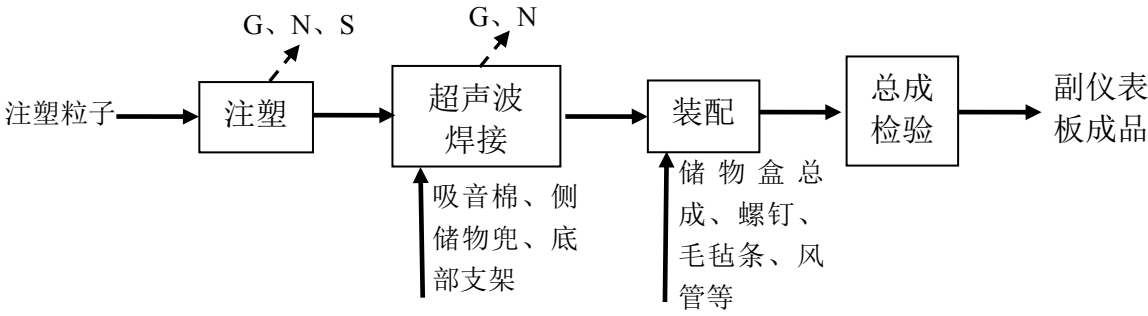 G、N、S
G、N
注塑粒子
注塑
超声波
焊接
装配
总成
检验
副仪表
板成品
吸音棉、侧
储物兜、底
部支架
储物盒总
成、螺钉、
毛毡条、风
管等